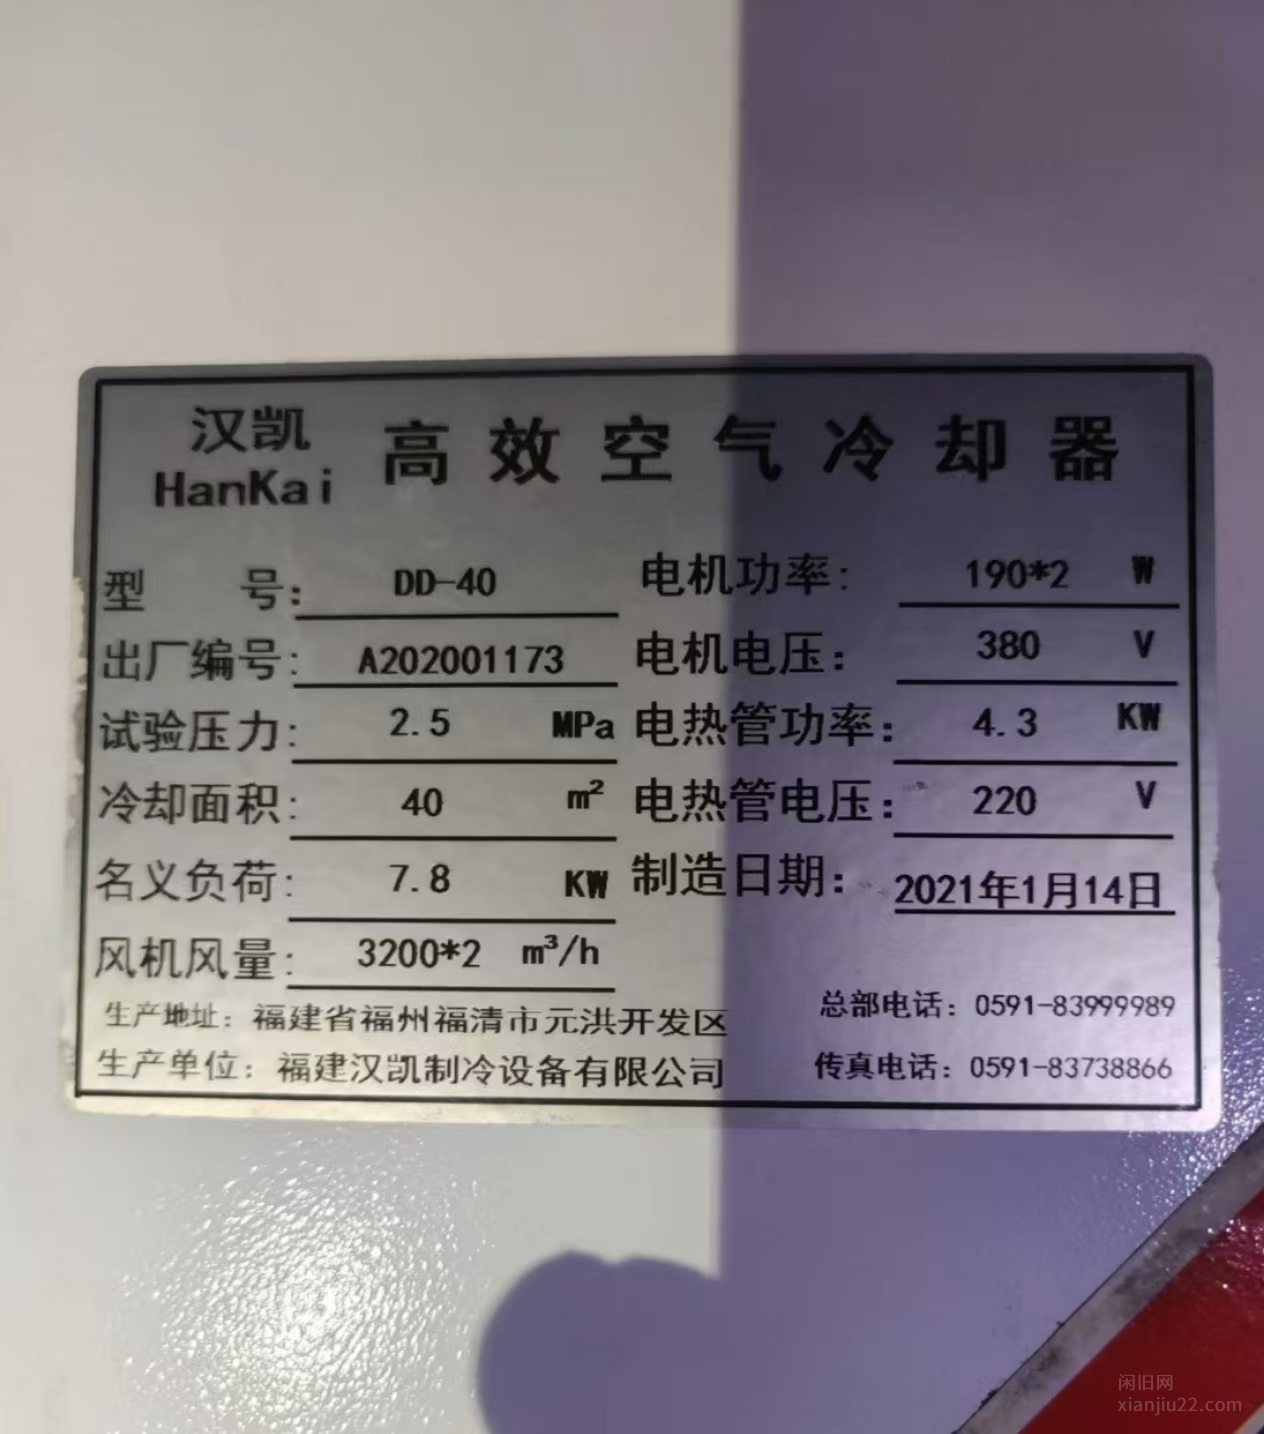 汉凯 高效空气冷却器
HanKai
型号: DD-40 电机功率: 190*2 W
出厂编号: A202001173 电机电压: 380 V
试验压力: 2.5 MPa 电热管功率: 4.3 KW
冷却面积: 40 m² 电热管电压: 220 V
名义负荷: 7.8 KW 制造日期: 2021年1月14日
风机风量: 3200*2 m³/h
生产地址: 福建省福州福清市元洪开发区 总部电话: 0591-83999989
生产单位: 福建汉凯制冷设备有限公司 传真电话: 0591-83738866
闲旧网
xianjiu22.com